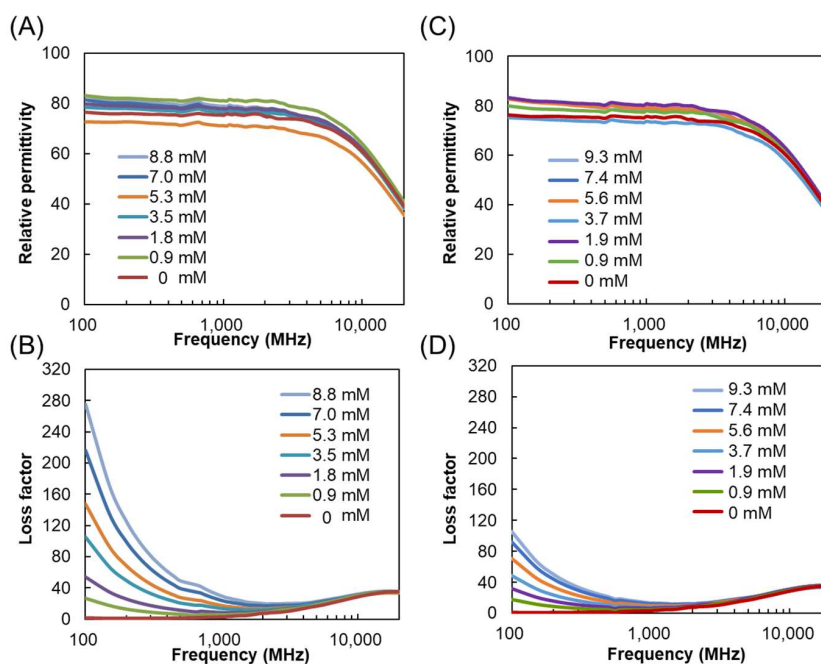 (A)
Relative permittivity
100
80
60
40
20
0
8.8 mM
7.0 mM
5.3 mM
3.5 mM
1.8 mM
0.9 mM
0 mM
100
1,000
10,000
Frequency (MHz)
(C)
Relative permittivity
100
80
60
40
20
0
9.3 mM
7.4 mM
5.6 mM
3.7 mM
1.9 mM
0.9 mM
0 mM
100
1,000
10,000
Frequency (MHz)
(B)
Loss factor
320
280
240
200
160
120
80
40
0
8.8 mM
7.0 mM
5.3 mM
3.5 mM
1.8 mM
0.9 mM
0 mM
100
1,000
10,000
Frequency (MHz)
(D)
Loss factor
320
280
240
200
160
120
80
40
0
9.3 mM
7.4 mM
5.6 mM
3.7 mM
1.9 mM
0.9 mM
0 mM
100
1,000
10,000
Frequency (MHz)